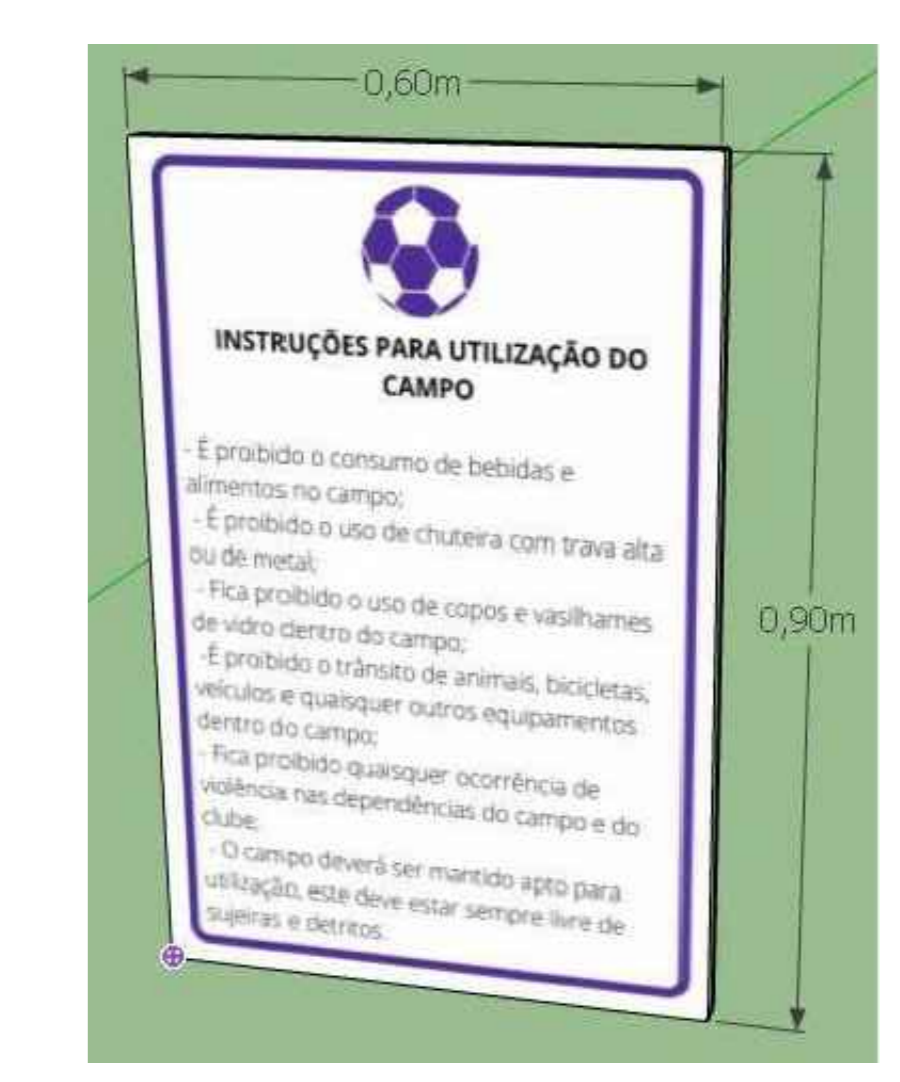 0,60m
INSTRUÇÕES PARA UTILIZAÇÃO DO
CAMPO
- É proibido o consumo de bebidas e
alimentos no campo;
- É proibido o uso de chuteira com trava alta
ou de metal;
- Fica proibido o uso de copos e vasilhames
de vidro dentro do campo;
-É proibido o trânsito de animais, bicicletas,
veículos e quaisquer outros equipamentos
dentro do campo;
- Fica proibido quaisquer ocorrência de
violência nas dependências do campo e do
clube;
- O campo deverá ser mantido apto para
utilização, este deve estar sempre livre de
sujeiras e detritos.
0,90m